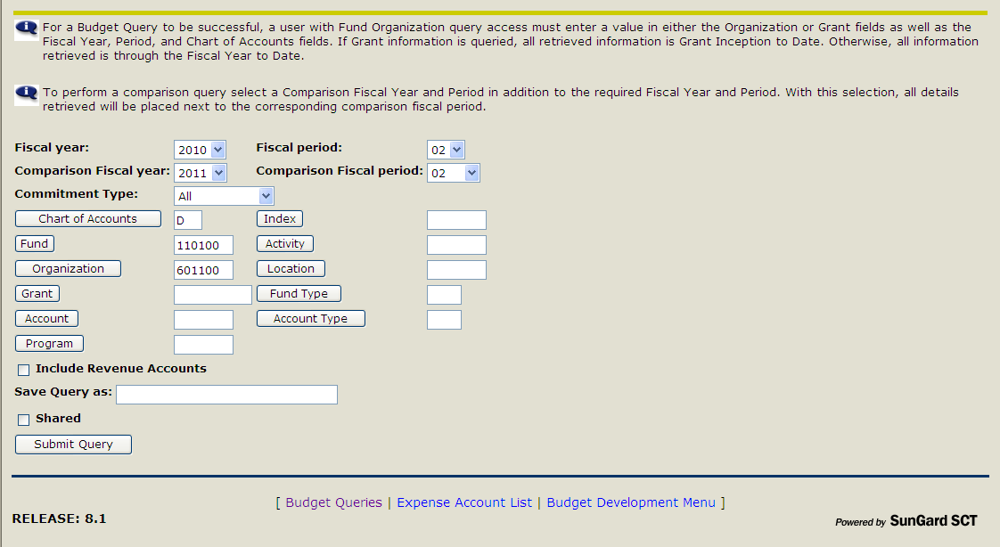 For a Budget Query to be successful, a user with Fund Organization query access must enter a value in either the Organization or Grant fields as well as the
Fiscal Year, Period, and Chart of Accounts fields. If Grant information is queried, all retrieved information is Grant Inception to Date. Otherwise, all information
retrieved is through the Fiscal Year to Date.
To perform a comparison query select a Comparison Fiscal Year and Period in addition to the required Fiscal Year and Period. With this selection, all details
retrieved will be placed next to the corresponding comparison fiscal period.
Fiscal year: 2010 Fiscal period: 02
Comparison Fiscal year: 2011 Comparison Fiscal period: 02
Commitment Type: All
Chart of Accounts D Index
Fund 110100 Activity
Organization 601100 Location
Grant Fund Type
Account Account Type
Program
Include Revenue Accounts
Save Query as:
Shared
Submit Query
[ Budget Queries | Expense Account List | Budget Development Menu ]
RELEASE: 8.1
Powered by SunGard SCT